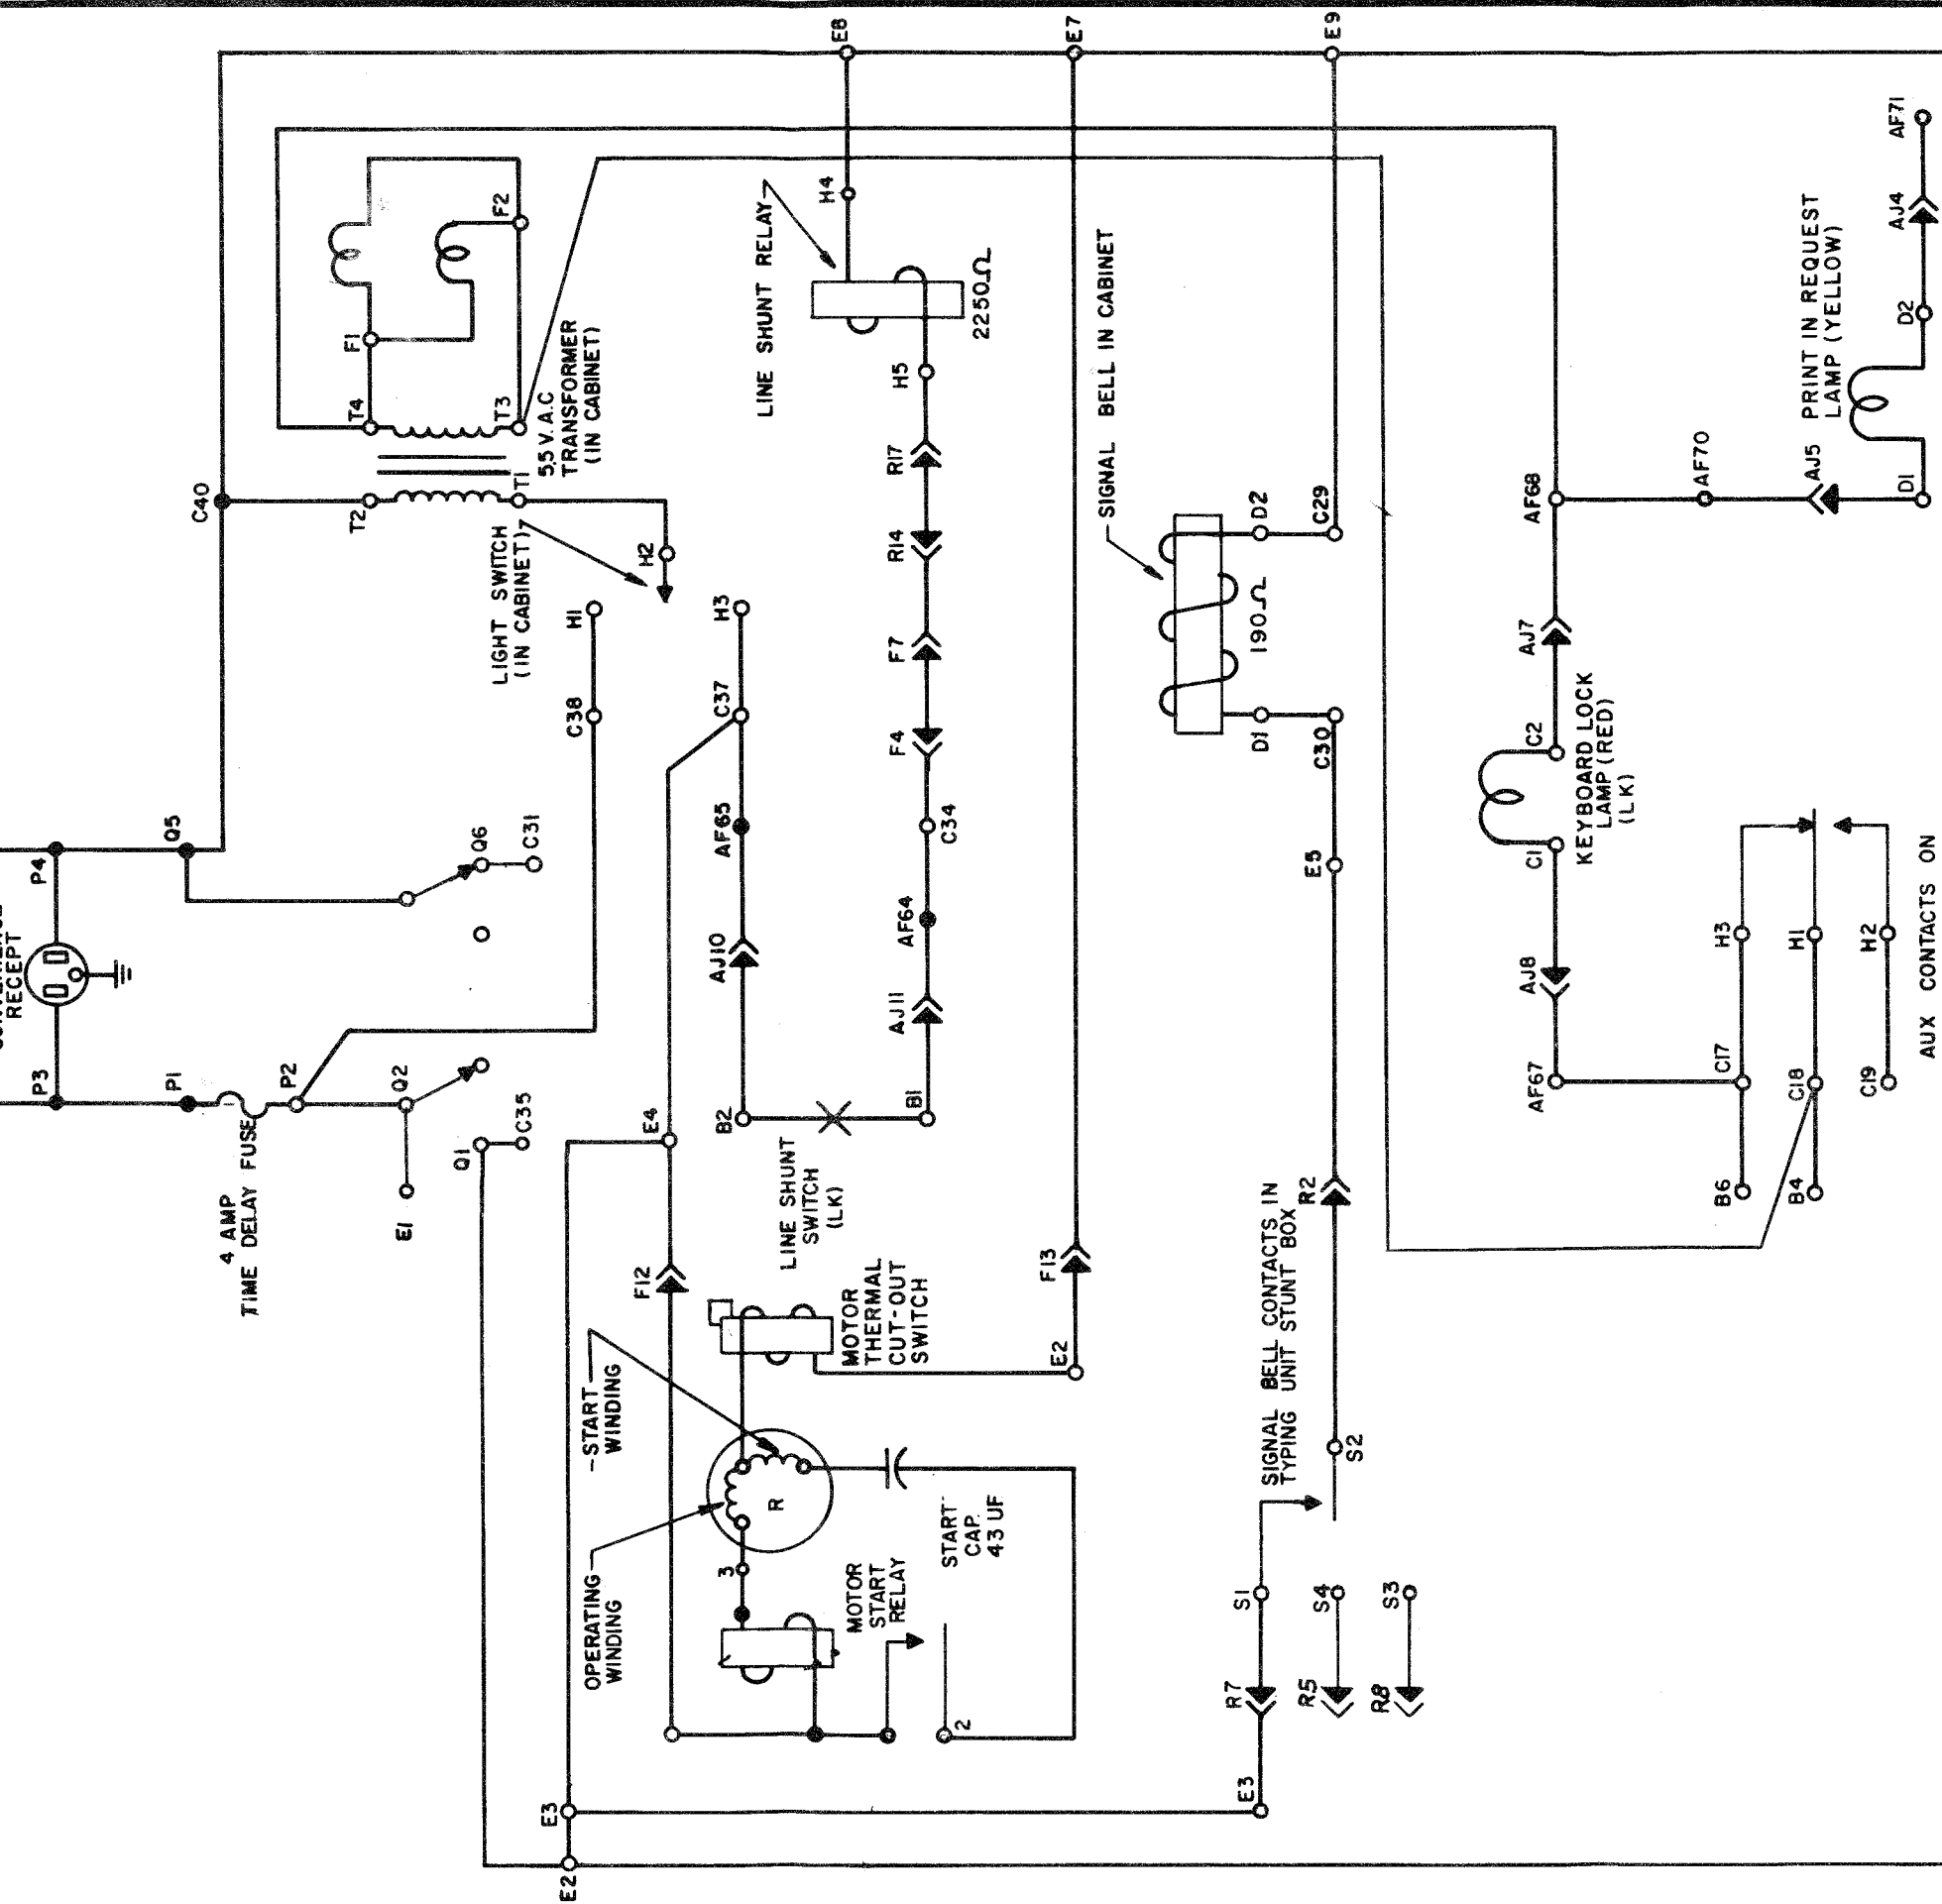 RECEPT
P3
P4
P1
P2
Q5
4 AMP
TIME DELAY FUSE
Q2
E1
Q1
C35
Q6
C31
C40
T2
T1
T4
T3
F1
F2
5.5 V.A.C
TRANSFORMER
(IN CABINET)
LIGHT SWITCH
(IN CABINET)
H2
H1
C38
H3
C37
AF65
AJ10
B2
E4
LINE SHUNT
SWITCH
(LK)
B1
AJ11
AF64
C34
F4
F7
R14
R17
H5
2250Ω
LINE SHUNT RELAY
H4
E8
E7
E9
F12
F13
E2
MOTOR
THERMAL
CUT-OUT
SWITCH
START
WINDING
OPERATING
WINDING
R
3
MOTOR
START
RELAY
START
CAP.
43 UF
2
E3
E2
E3
R7
S1
R5
S4
R8
S3
SIGNAL BELL CONTACTS IN
TYPING UNIT STUNT BOX
S2
R2
E5
C30
D1
190Ω
D2
C29
SIGNAL BELL IN CABINET
AF67
AJ8
C1
KEYBOARD LOCK
LAMP (RED)
(LK)
C2
AJ7
AF68
AF70
AJ5
D1
PRINT IN REQUEST
LAMP (YELLOW)
D2
AJ4
AF71
B6
C17
H3
B4
C18
H1
C19
H2
AUX CONTACTS ON